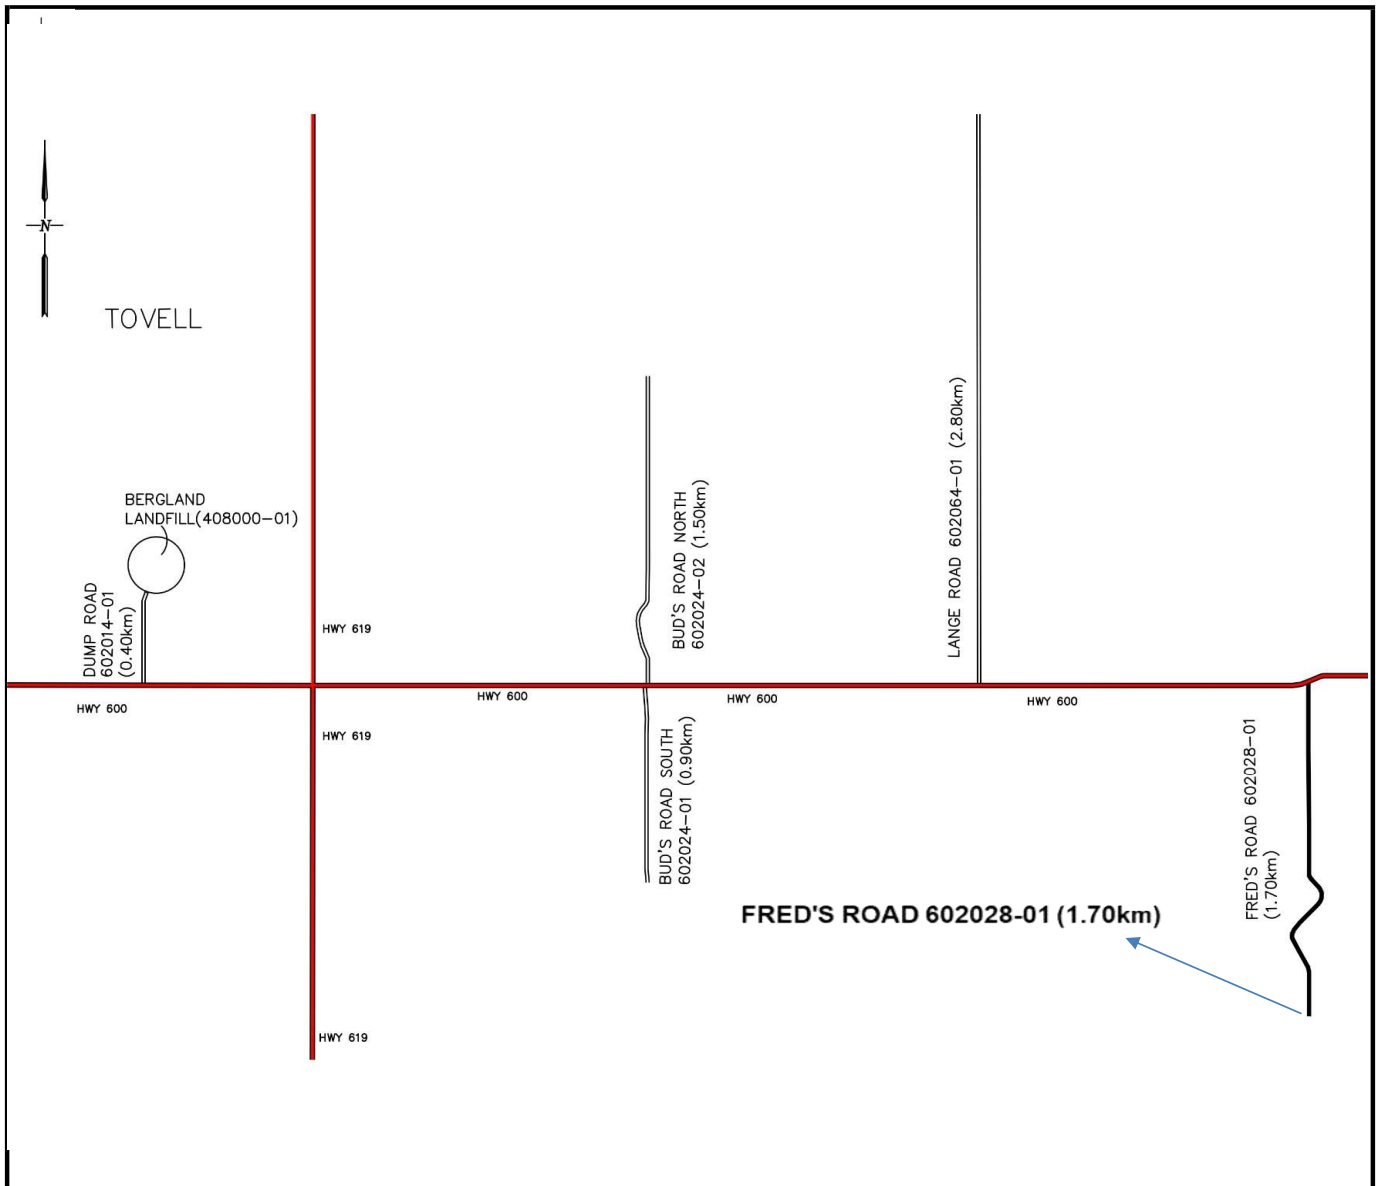 N
TOVELL
BERGLAND
LANDFILL(408000-01)
DUMP ROAD
602014-01
(0.40km)
HWY 619
BUD'S ROAD NORTH
602024-02 (1.50km)
LANGE ROAD 602064-01 (2.80km)
HWY 600
HWY 600
HWY 600
HWY 600
HWY 619
BUD'S ROAD SOUTH
602024-01 (0.90km)
FRED'S ROAD 602028-01
(1.70km)
FRED'S ROAD 602028-01 (1.70km)
HWY 619